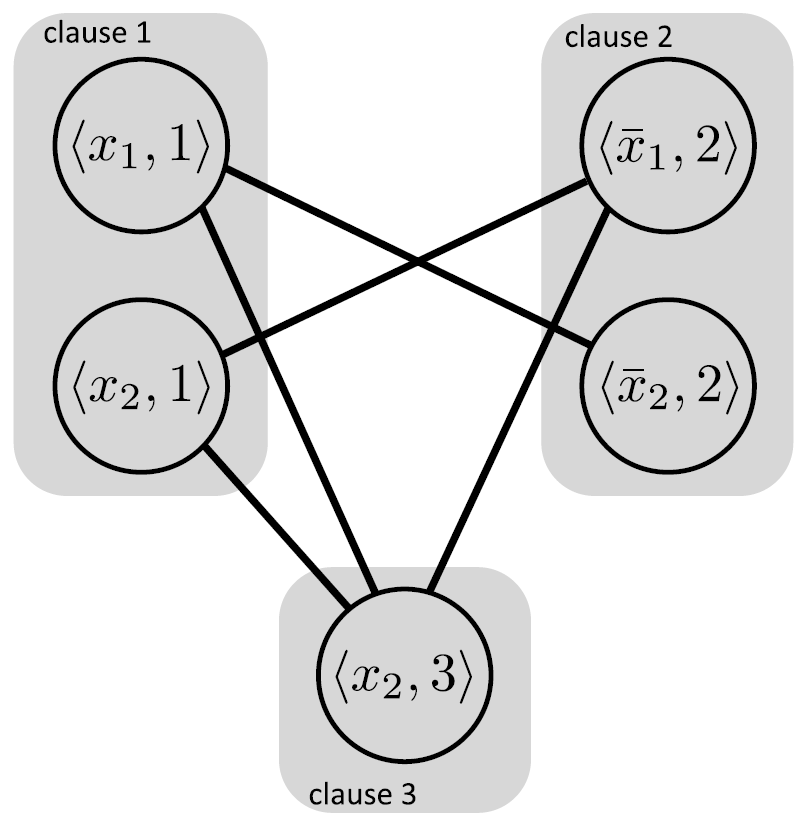 clause 1
⟨x₁, 1⟩
⟨x₂, 1⟩
clause 2
⟨x̄₁, 2⟩
⟨x̄₂, 2⟩
⟨x₂, 3⟩
clause 3